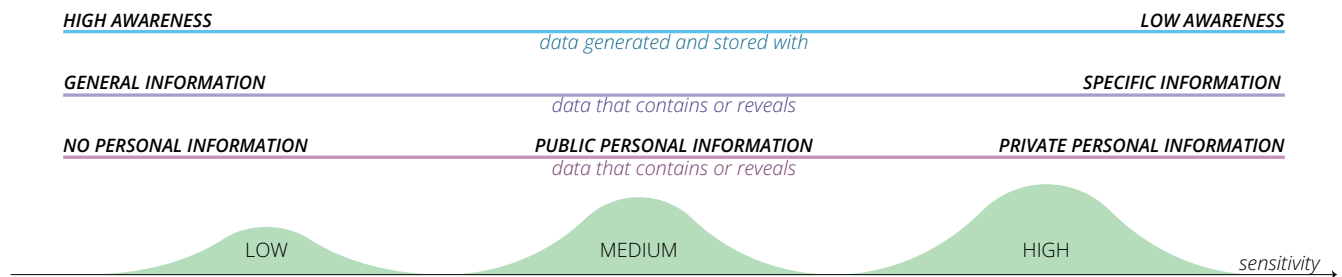 HIGH AWARENESS LOW AWARENESS
data generated and stored with
GENERAL INFORMATION SPECIFIC INFORMATION
data that contains or reveals
NO PERSONAL INFORMATION PUBLIC PERSONAL INFORMATION PRIVATE PERSONAL INFORMATION
data that contains or reveals
LOW MEDIUM HIGH
sensitivity